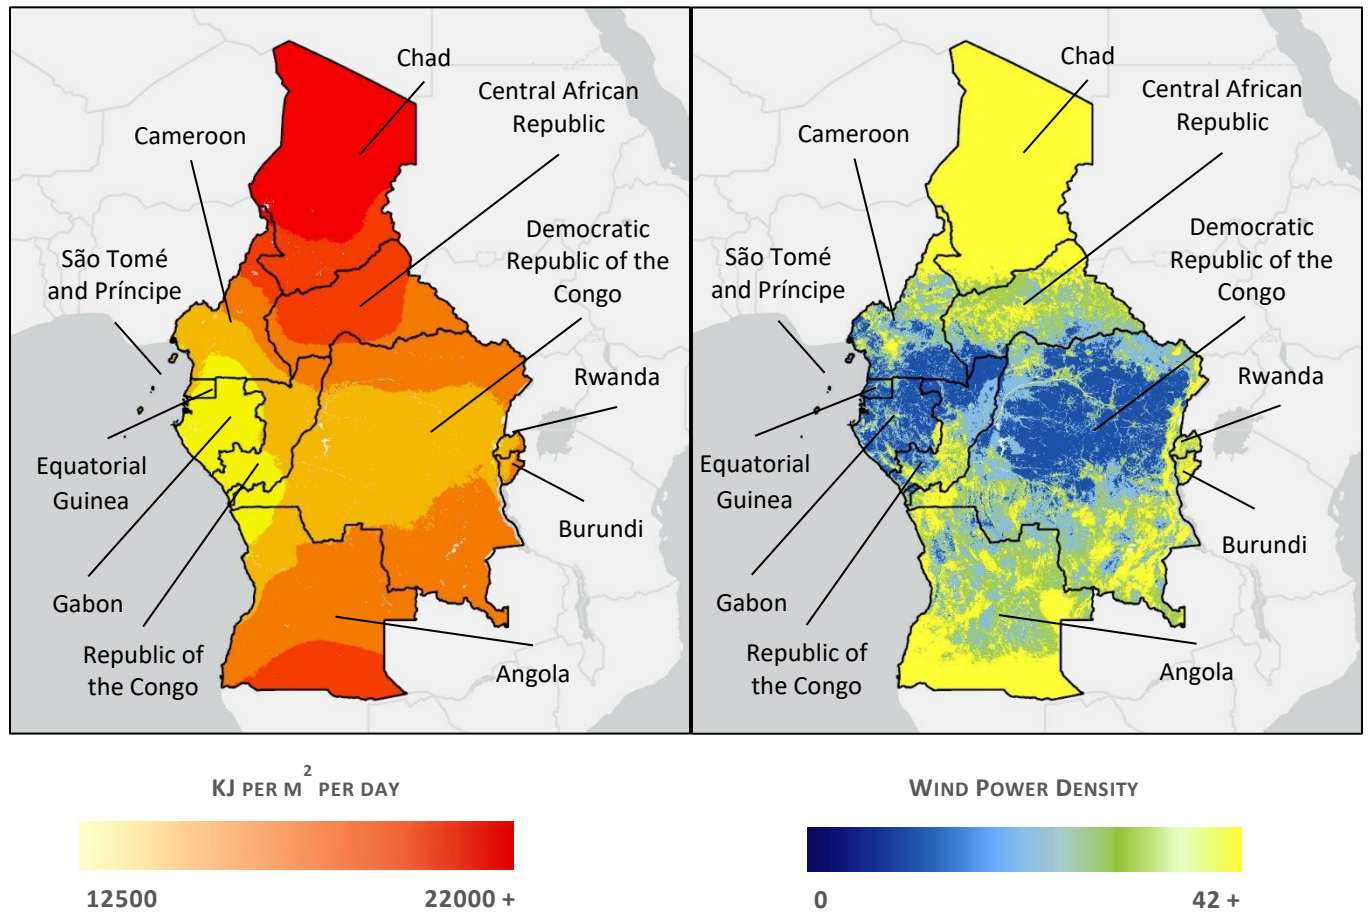 Chad
Central African
Republic
Cameroon
Democratic
Republic of the
Congo
São Tomé
and Príncipe
Rwanda
Equatorial
Guinea
Burundi
Gabon
Republic of
the Congo
Angola
Chad
Central African
Republic
Cameroon
Democratic
Republic of the
Congo
São Tomé
and Príncipe
Rwanda
Equatorial
Guinea
Burundi
Gabon
Republic of
the Congo
Angola
KJ PER M² PER DAY
12500 22000 +
WIND POWER DENSITY
0 42 +